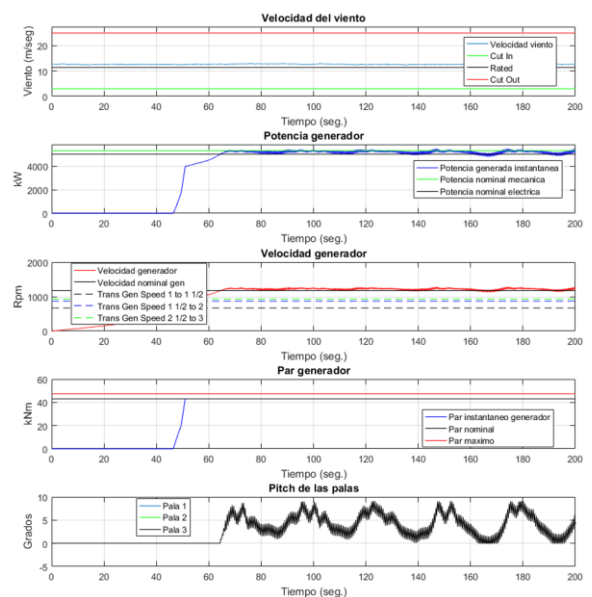 Velocidad del viento
Viento (m/seg)
20
10
0
Velocidad viento
Cut In
Rated
Cut Out
0 20 40 60 80 100 120 140 160 180 200
Tiempo (seg.)
Potencia generador
kW
4000
2000
0
Potencia generada instantanea
Potencia nominal mecanica
Potencia nominal electrica
0 20 40 60 80 100 120 140 160 180 200
Tiempo (seg.)
Velocidad generador
Rpm
2000
1000
0
Velocidad generador
Velocidad nominal gen
Trans Gen Speed 1 to 1 1/2
Trans Gen Speed 1 1/2 to 2
Trans Gen Speed 2 1/2 to 3
0 20 40 60 80 100 120 140 160 180 200
Tiempo (seg.)
Par generador
kNm
60
40
20
0
Par instantaneo generador
Par nominal
Par maximo
0 20 40 60 80 100 120 140 160 180 200
Tiempo (seg.)
Pitch de las palas
Grados
10
5
0
-5
Pala 1
Pala 2
Pala 3
0 20 40 60 80 100 120 140 160 180 200
Tiempo (seg.)